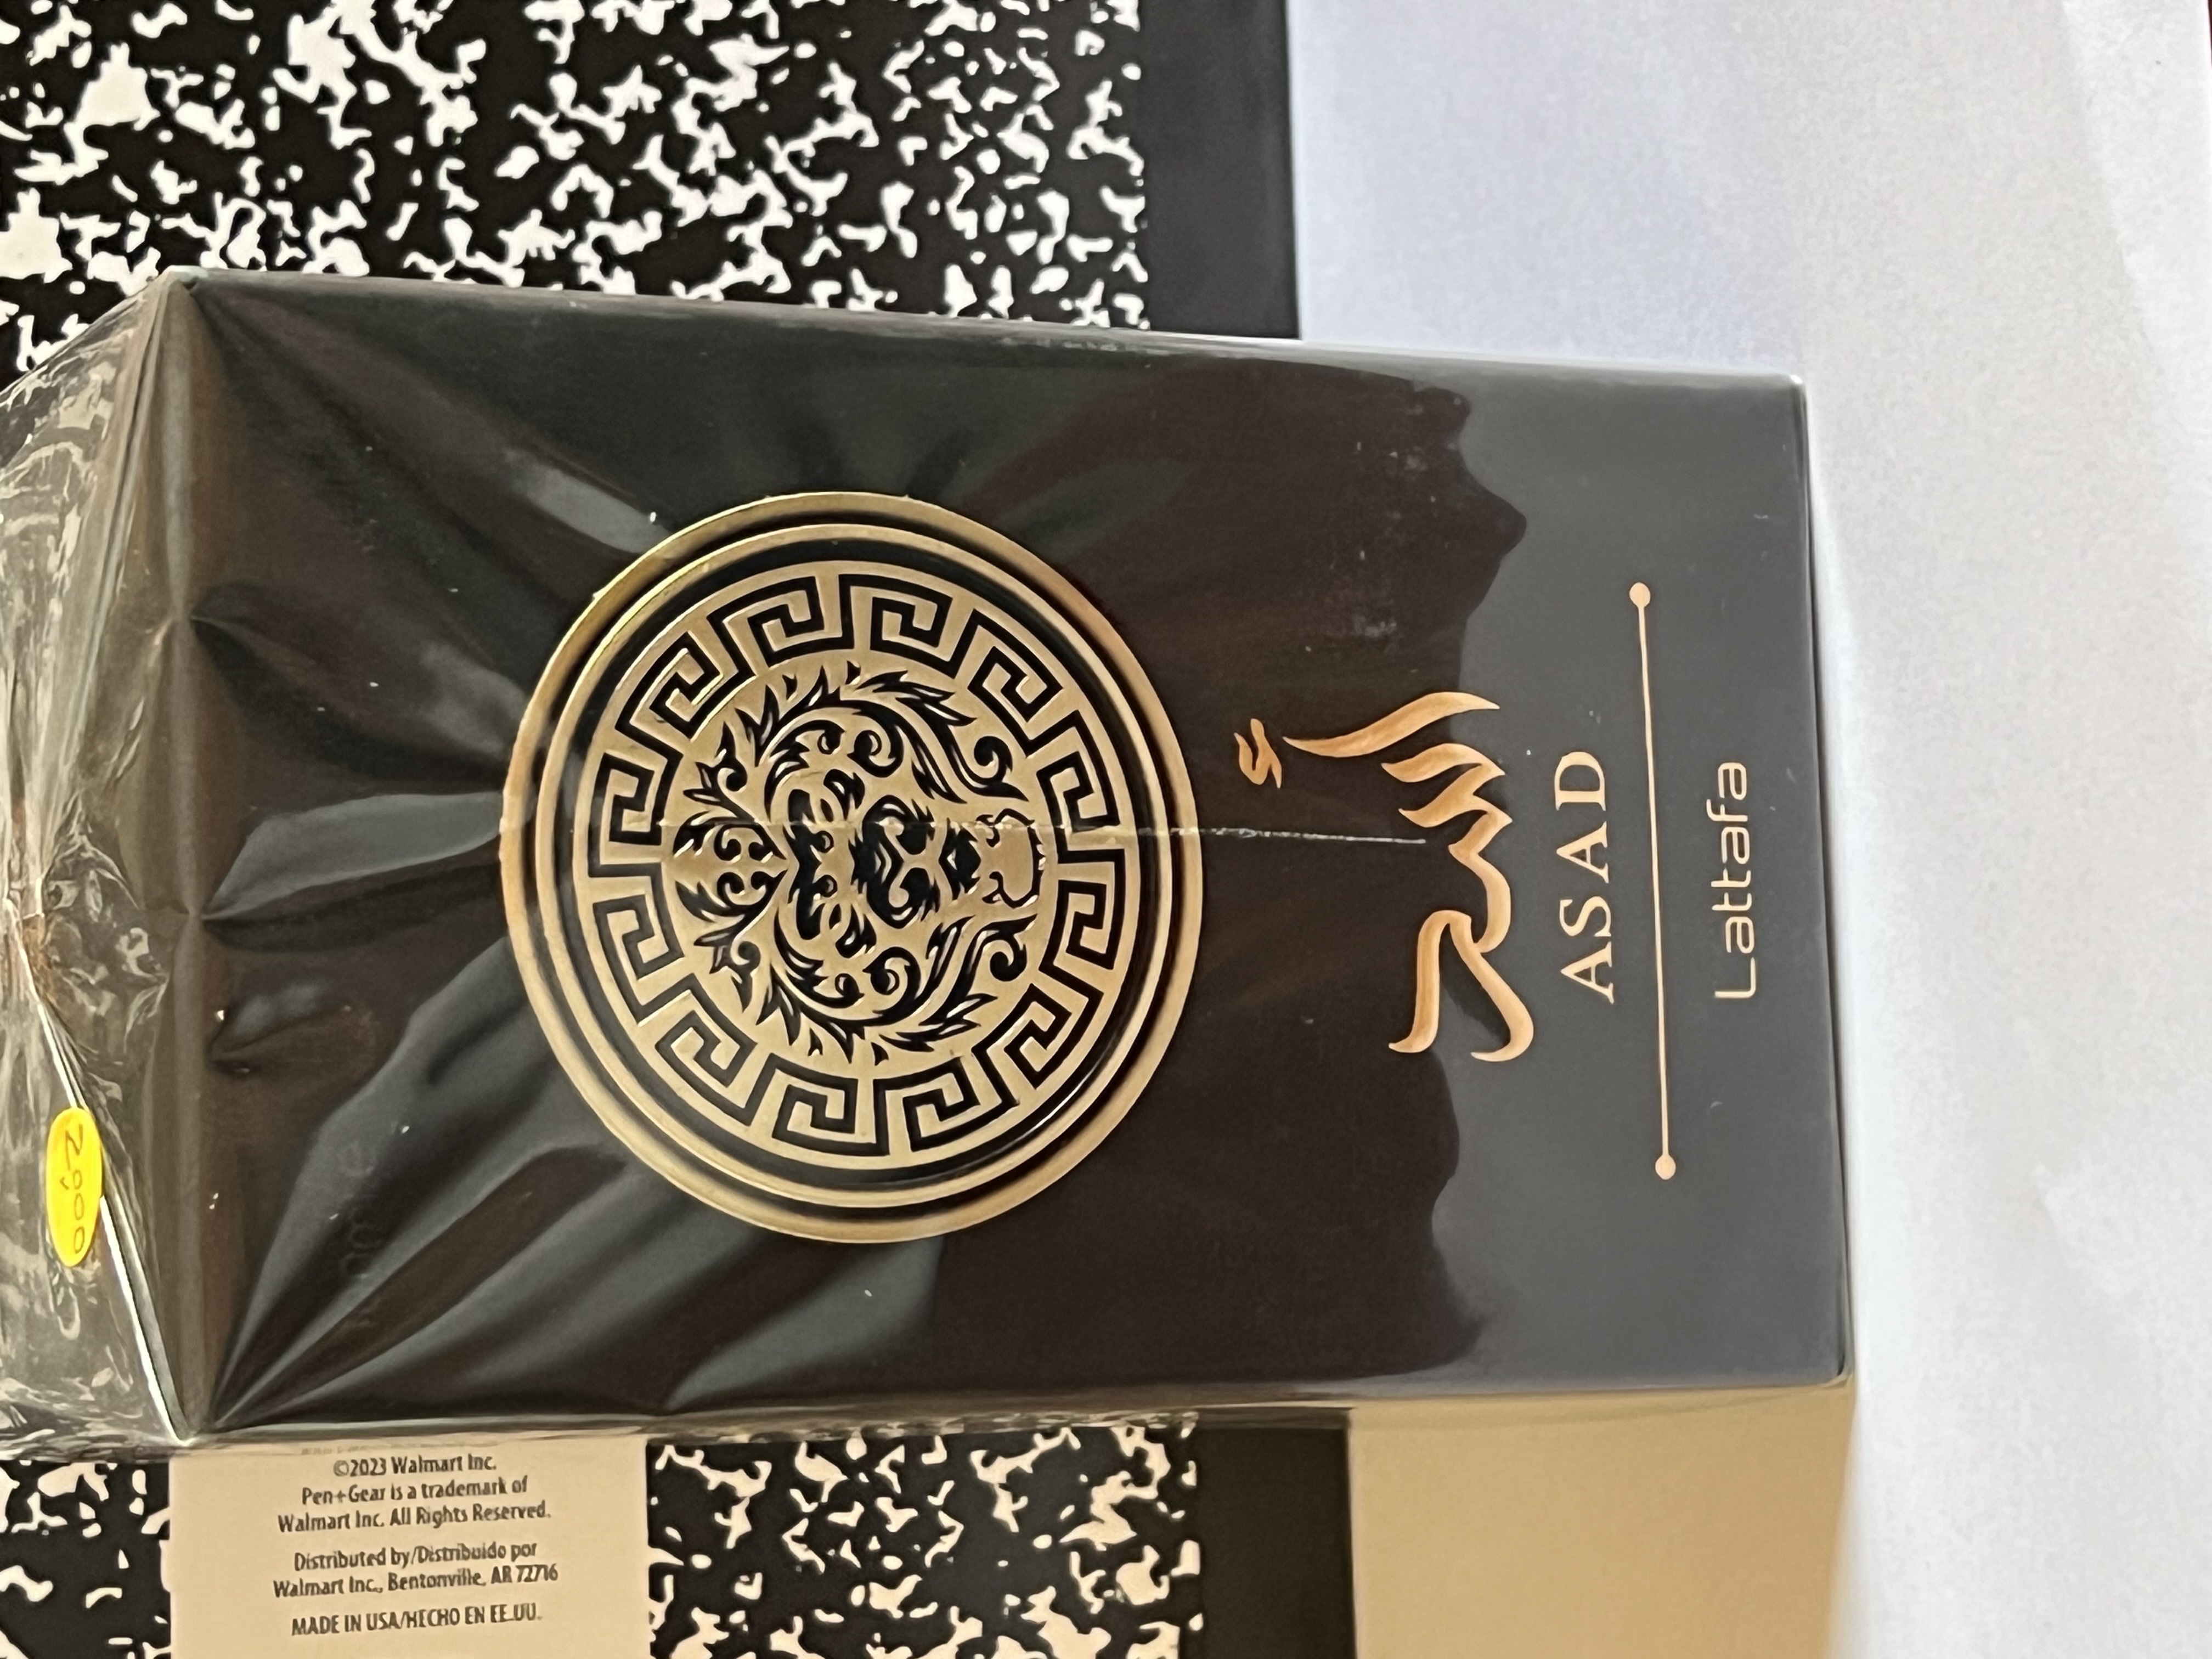 أسد
ASAD
Lattafa
©2023 Walmart Inc.
Pen+Gear is a trademark of
Walmart Inc. All Rights Reserved.
Distributed by/Distribuido por
Walmart Inc., Bentonville, AR 72716
MADE IN USA/HECHO EN EE.UU.